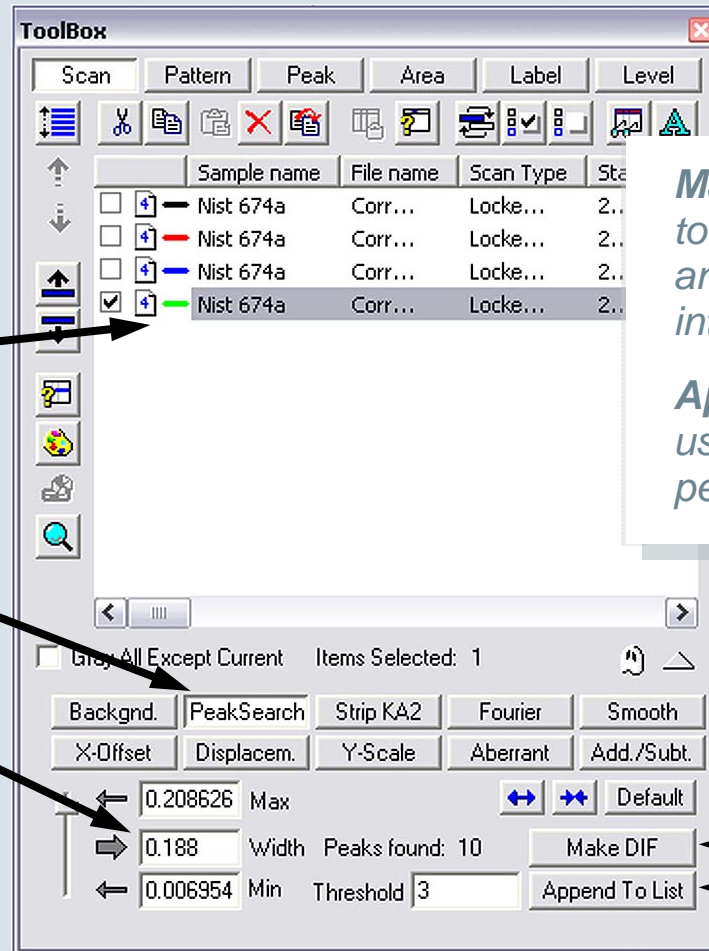 ToolBox
Scan Pattern Peak Area Label Level
Sample name File name Scan Type
Nist 674a Corr... Locke... 2..
Nist 674a Corr... Locke... 2..
Nist 674a Corr... Locke... 2..
Nist 674a Corr... Locke... 2..
to
Gray All Except Current Items Selected: 1
Backgnd. PeakSearch Strip KA2 Fourier Smooth
X-Offset Displacem. Y-Scale Aberrant Add./Subt.
0.208626 Max Default
0.188 Width Peaks found: 10 Make DIF
0.006954 Min Threshold 3 Append To List